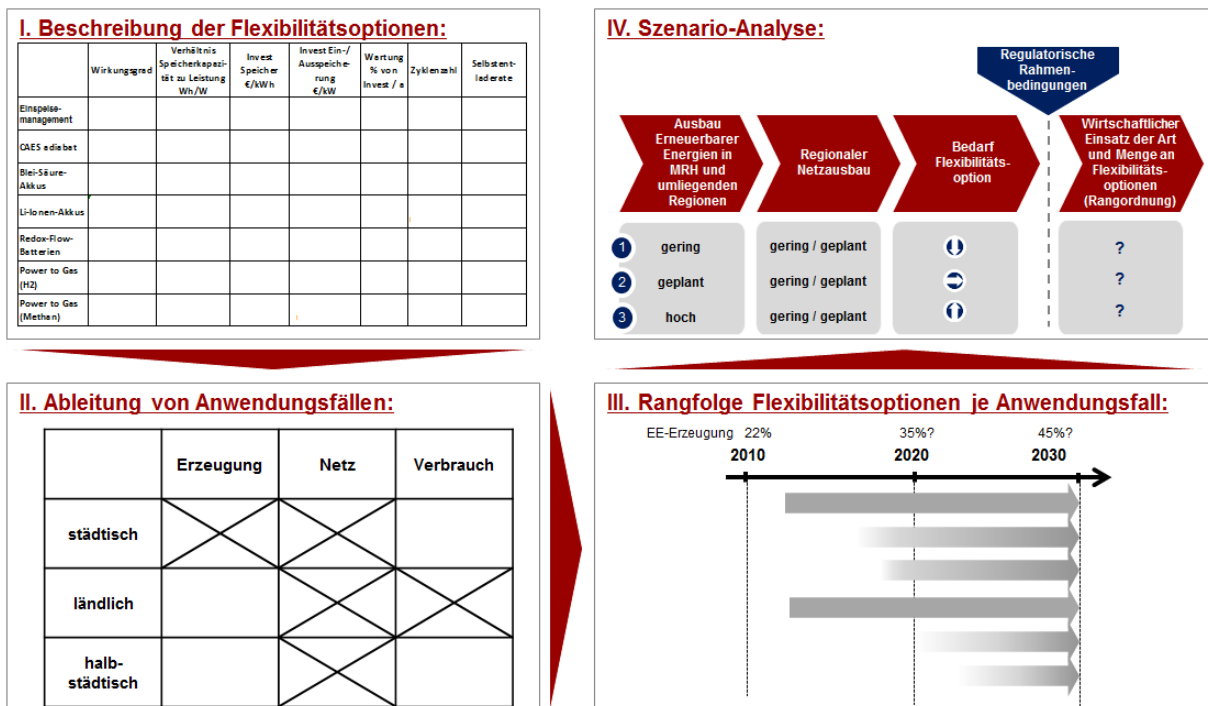 I. Beschreibung der Flexibilitätsoptionen:
Wirkungsgrad
Verhältnis
Speicherkapazi-
tät zu Leistung
Wh/W
Invest
Speicher
€/kWh
Invest Ein-/
Ausspeiche-
rung
€/kW
Wartung
% von
Invest / a
Zyklenzahl
Selbstent-
laderate
Einspeise-
management
CAES adiabat
Blei-Säure-
Akkus
Li-Ionen-Akkus
Redox-Flow-
Batterien
Power to Gas
(H2)
Power to Gas
(Methan)
IV. Szenario-Analyse:
Regulatorische
Rahmen-
bedingungen
Ausbau
Erneuerbarer
Energien in
MRH und
umliegenden
Regionen
Regionaler
Netzausbau
Bedarf
Flexibilitäts-
option
Wirtschaftlicher
Einsatz der Art
und Menge an
Flexibilitäts-
optionen
(Rangordnung)
1 gering gering / geplant ?
2 geplant gering / geplant ?
3 hoch gering / geplant ?
II. Ableitung von Anwendungsfällen:
Erzeugung Netz Verbrauch
städtisch
ländlich
halb-
städtisch
III. Rangfolge Flexibilitätsoptionen je Anwendungsfall:
EE-Erzeugung 22% 35%? 45%?
2010 2020 2030